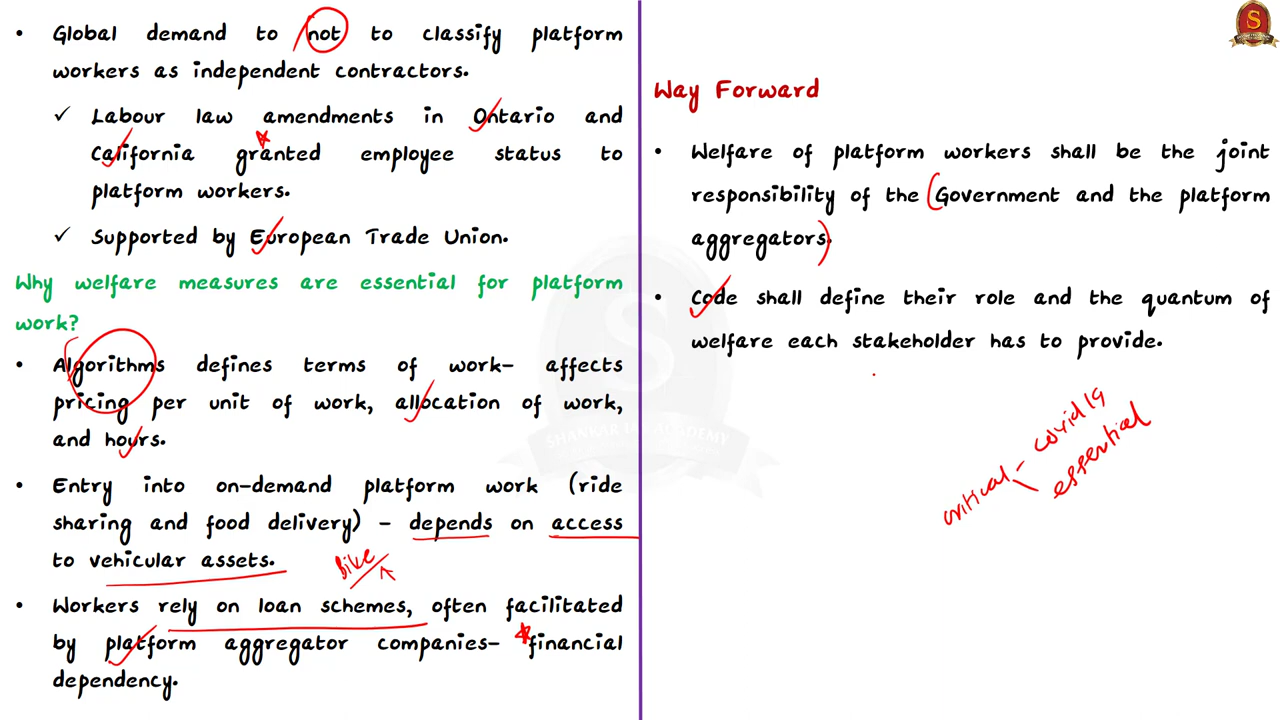 • Global demand to not to classify platform
workers as independent contractors.
✓ Labour law amendments in Ontario and
California granted employee status to
platform workers.
✓ Supported by European Trade Union.
Why welfare measures are essential for platform
work?
• Algorithms defines terms of work- affects
pricing per unit of work, allocation of work,
and hours.
• Entry into on-demand platform work (ride
sharing and food delivery) - depends on access
to vehicular assets.
Bike
• Workers rely on loan schemes, often facilitated
by platform aggregator companies- financial
dependency.
Way Forward
• Welfare of platform workers shall be the joint
responsibility of the (Government and the platform
aggregators).
• Code shall define their role and the quantum of
welfare each stakeholder has to provide.
critical - covid 19
essential
SHANKAR IAS ACADEMY
S